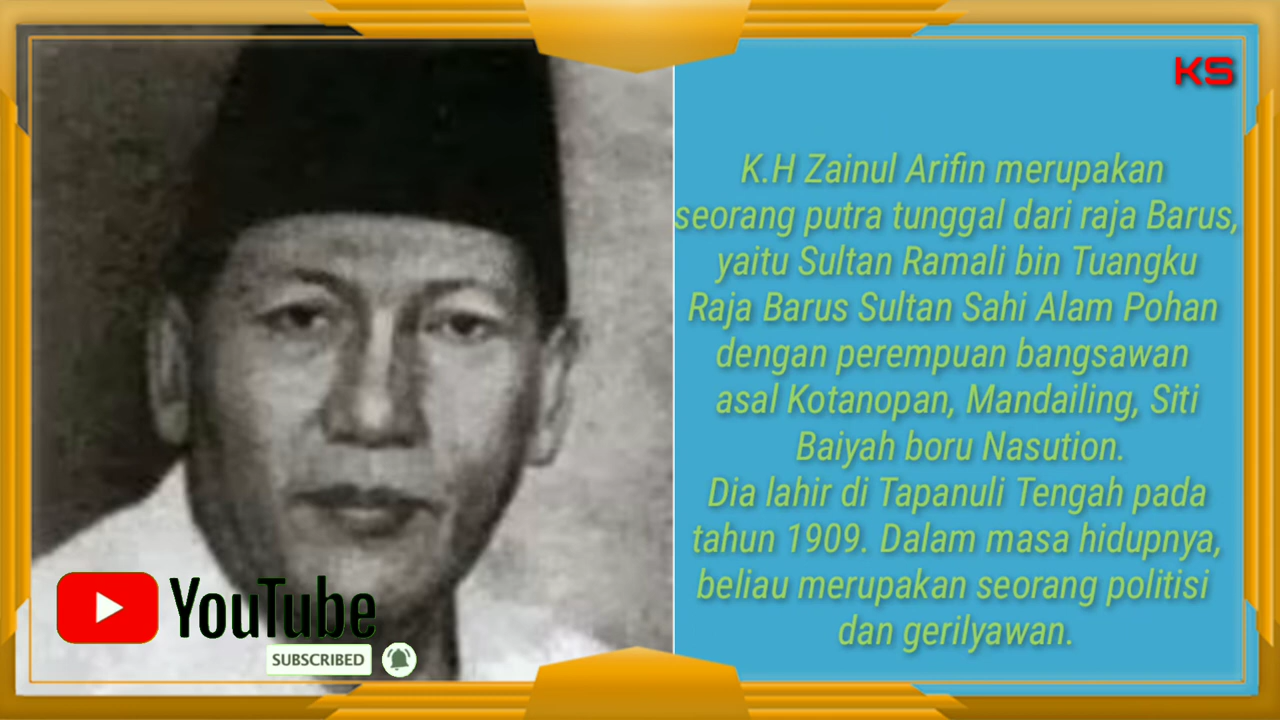 KS
K.H Zainul Arifin merupakan
seorang putra tunggal dari raja Barus,
yaitu Sultan Ramali bin Tuangku
Raja Barus Sultan Sahi Alam Pohan
dengan perempuan bangsawan
asal Kotanopan, Mandailing, Siti
Baiyah boru Nasution.
Dia lahir di Tapanuli Tengah pada
tahun 1909. Dalam masa hidupnya,
beliau merupakan seorang politisi
dan gerilyawan.
YouTube
SUBSCRIBED